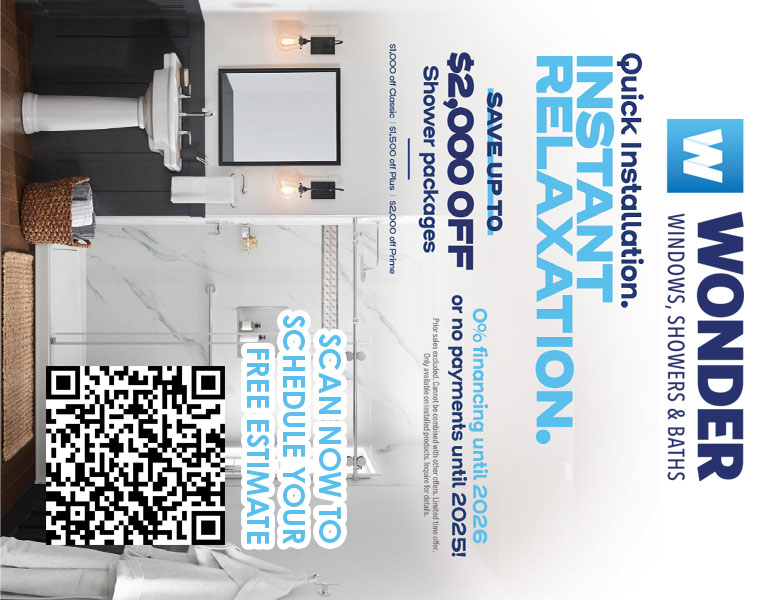 W
WONDER
WINDOWS, SHOWERS & BATHS
Quick Installation.
INSTANT
RELAXATION.
SAVE UP TO
$2,000 OFF
Shower packages
$1,000 off Classic | $1,500 off Plus | $2,000 off Prime
0% financing until 2026
or no payments until 2025!
Prior sales excluded. Cannot be combined with other offers. Limited time offer.
Only available on installed products. Inquire for details.
SCAN NOW TO
SCHEDULE YOUR
FREE ESTIMATE